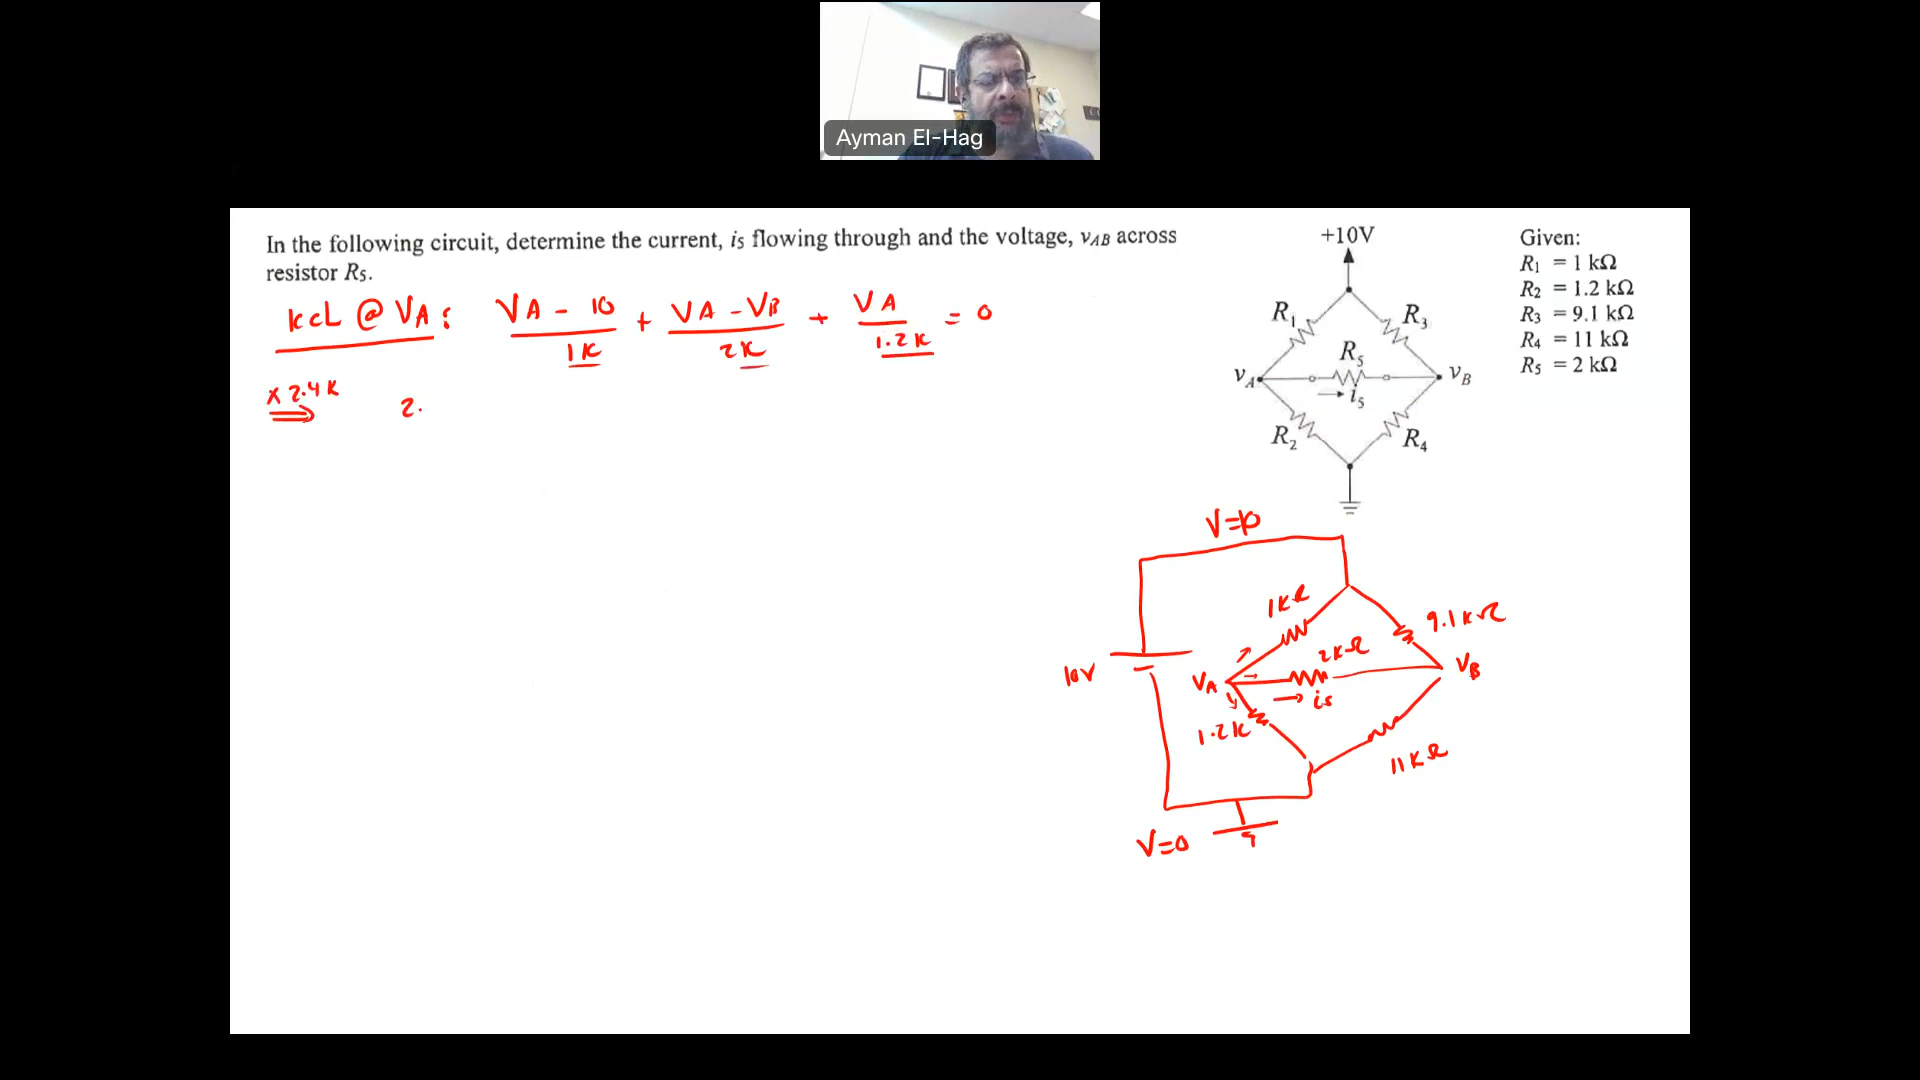 Ayman El-Hag
In the following circuit, determine the current, i5 flowing through and the voltage, vAB across
resistor R5.
KCL @ VA: VA - 10 / 1K + VA - VB / 2K + VA / 1.2K = 0
x 2.4 K ⇒ 2.
+10V
R1
R3
R5
vA
vB
→ i5
R2
R4
Given:
R1 = 1 kΩ
R2 = 1.2 kΩ
R3 = 9.1 kΩ
R4 = 11 kΩ
R5 = 2 kΩ
V=10
1KΩ
9.1KΩ
2KΩ
10V
VA
VB
→ i5
1.2K
11KΩ
V=0